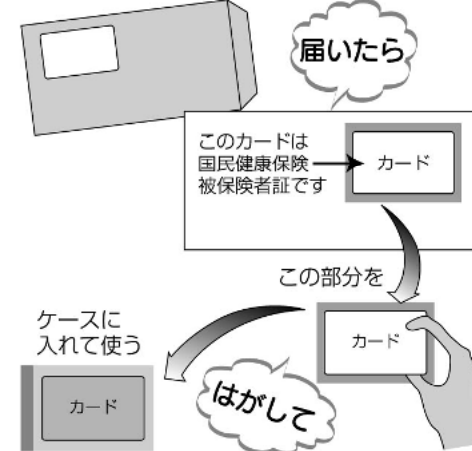 届いたら
このカードは
国民健康保険
被保険者証です
カード
この部分を
カード
はがして
ケースに
入れて使う
カード